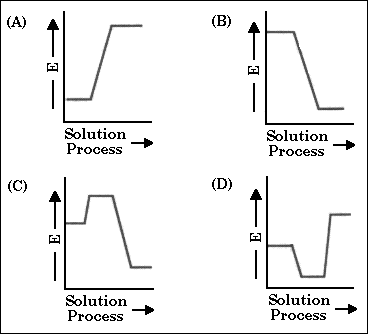 (A)
E
Solution
Process
(B)
E
Solution
Process
(C)
E
Solution
Process
(D)
E
Solution
Process